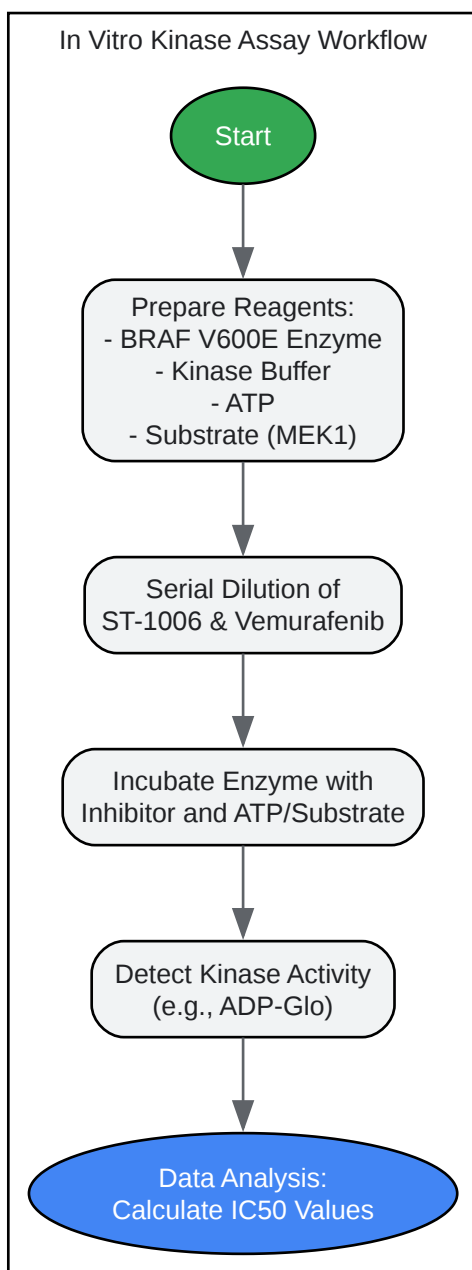 In Vitro Kinase Assay Workflow
Start
Prepare Reagents:
- BRAF V600E Enzyme
- Kinase Buffer
- ATP
- Substrate (MEK1)
Serial Dilution of
ST-1006 & Vemurafenib
Incubate Enzyme with
Inhibitor and ATP/Substrate
Detect Kinase Activity
(e.g., ADP-Glo)
Data Analysis:
Calculate IC50 Values